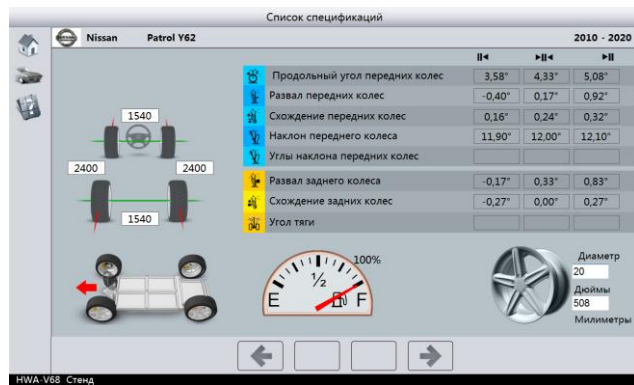 Список спецификаций
Nissan Patrol Y62 2010 - 2020
Продольный угол передних колес 3,58° 4,33° 5,08°
Развал передних колес -0,40° 0,17° 0,92°
Схождение передних колес 0,16° 0,24° 0,32°
Наклон переднего колеса 11,90° 12,00° 12,10°
Углы наклона передних колес
Развал заднего колеса -0,17° 0,33° 0,83°
Схождение задних колес -0,27° 0,00° 0,27°
Угол тяги
1540
2400 2400
1540
100%
1/2
E F
Диаметр
20
Дюймы
508
Милиметры
HWA-V68 Стенд